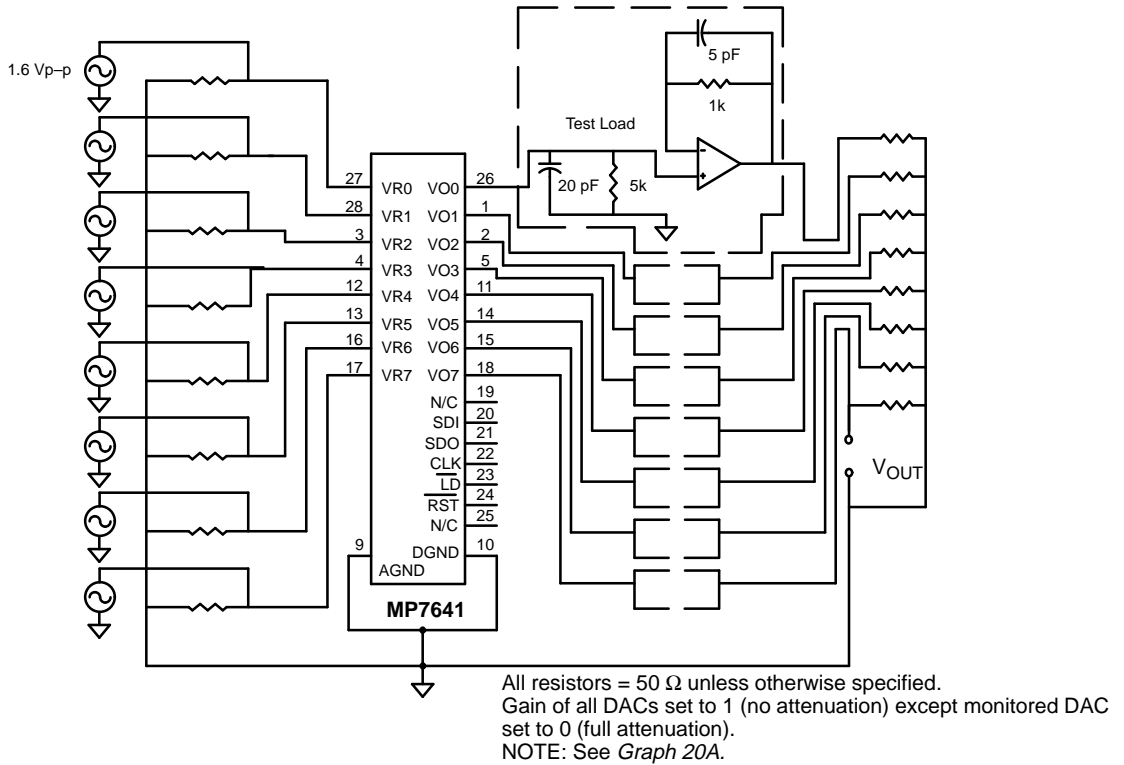 1.6 Vp–p
5 pF
1k
Test Load
20 pF
5k
27 VR0 VO0 26
28 VR1 VO1 1
3 VR2 VO2 2
4 VR3 VO3 5
12 VR4 VO4 11
13 VR5 VO5 14
16 VR6 VO6 15
17 VR7 VO7 18
N/C 19
SDI 20
SDO 21
CLK 22
LD 23
RST 24
N/C 25
9 DGND 10
AGND
MP7641
VOUT
All resistors = 50 Ω unless otherwise specified.
Gain of all DACs set to 1 (no attenuation) except monitored DAC
set to 0 (full attenuation).
NOTE: See Graph 20A.